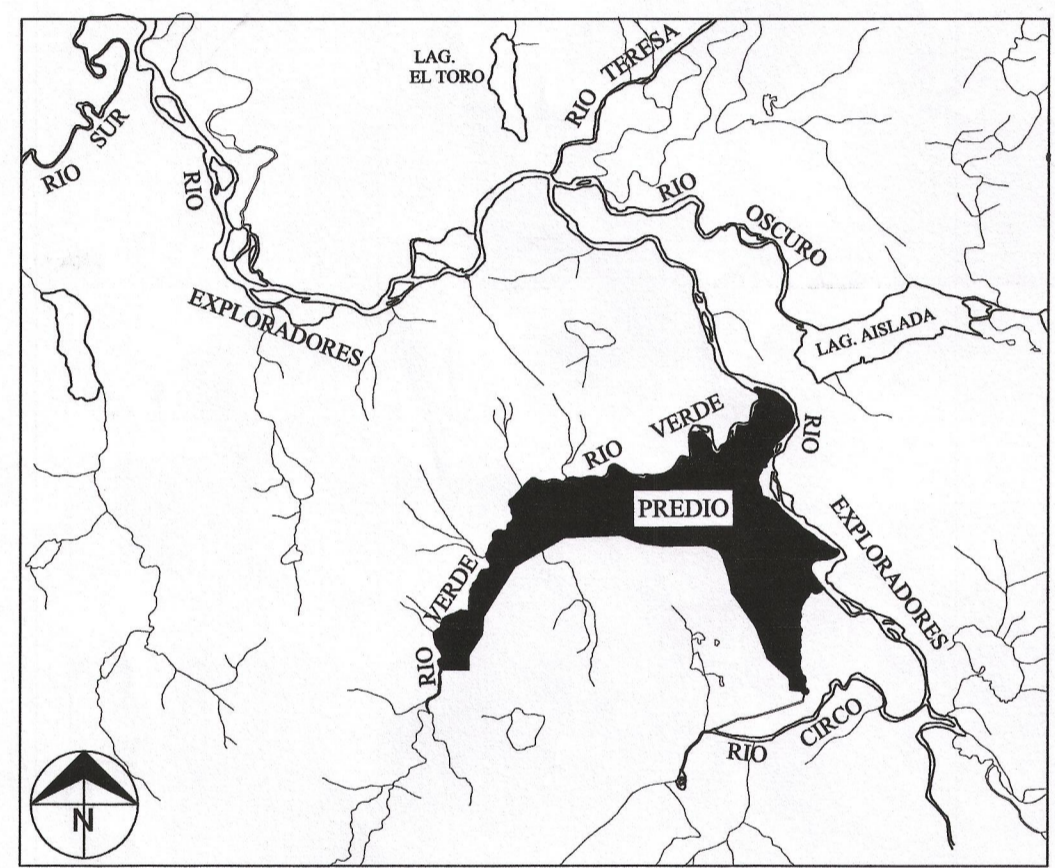 LAG.
EL TORO
RIO TERESA
RIO SUR
RIO
EXPLORADORES
RIO
OSCURO
LAG. AISLADA
RIO VERDE
RIO
EXPLORADORES
PREDIO
RIO VERDE
RIO CIRCO
N